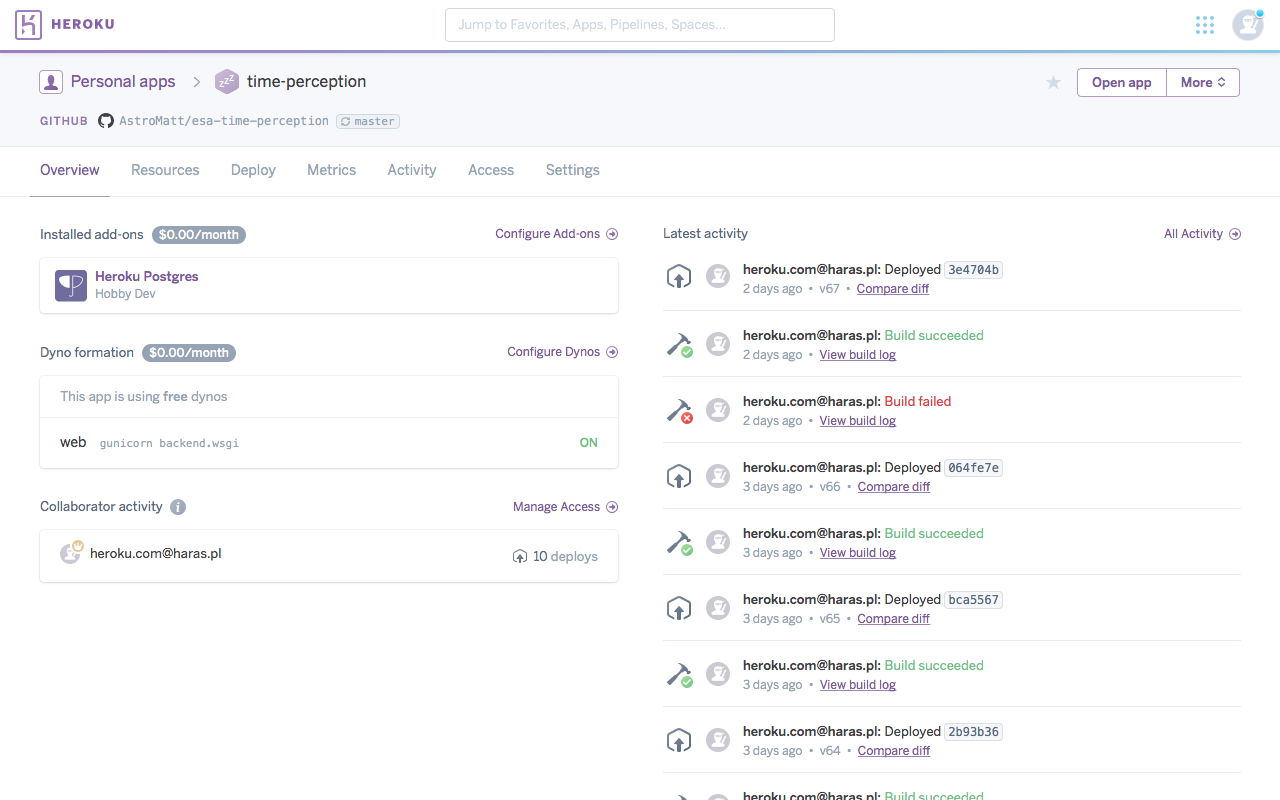 HEROKU
Jump to Favorites, Apps, Pipelines, Spaces...
Personal apps
time-perception
Open app
More
GITHUB AstroMatt/esa-time-perception master
Overview
Resources
Deploy
Metrics
Activity
Access
Settings
Installed add-ons $0.00/month
Configure Add-ons
Heroku Postgres
Hobby Dev
Dyno formation $0.00/month
Configure Dynos
This app is using free dynos
web gunicorn backend.wsgi ON
Collaborator activity
Manage Access
heroku.com@haras.pl
10 deploys
Latest activity
All Activity
heroku.com@haras.pl: Deployed 3e4704b
2 days ago • v67 • Compare diff
heroku.com@haras.pl: Build succeeded
2 days ago • View build log
heroku.com@haras.pl: Build failed
2 days ago • View build log
heroku.com@haras.pl: Deployed 064fe7e
3 days ago • v66 • Compare diff
heroku.com@haras.pl: Build succeeded
3 days ago • View build log
heroku.com@haras.pl: Deployed bca5567
3 days ago • v65 • Compare diff
heroku.com@haras.pl: Build succeeded
3 days ago • View build log
heroku.com@haras.pl: Deployed 2b93b36
3 days ago • v64 • Compare diff
heroku.com@haras.pl: Build succeeded